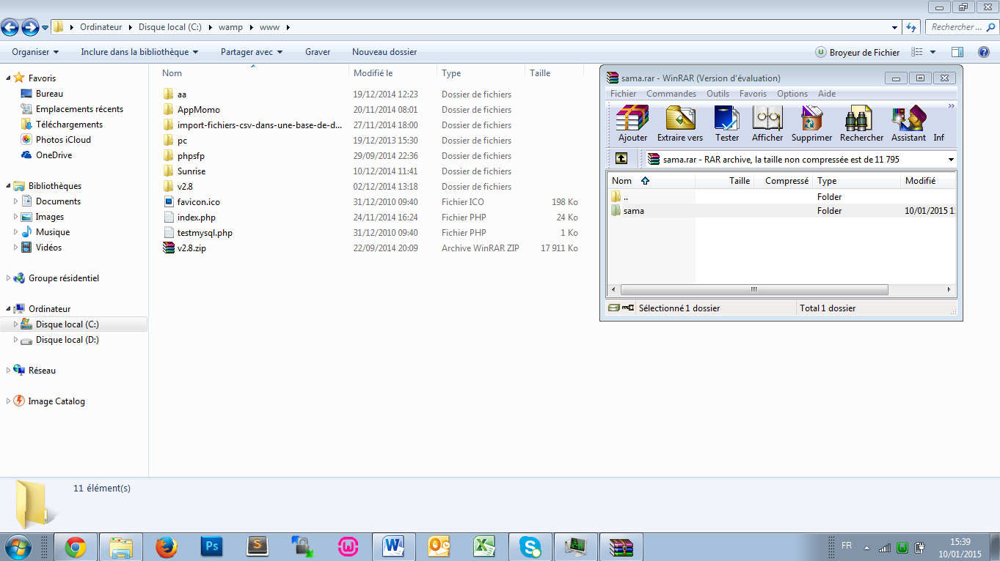 Ordinateur Disque local (C:) wamp www Rechercher ...
Organiser Inclure dans la bibliothèque Partager avec Graver Nouveau dossier Broyeur de Fichier
Favoris
Bureau
Emplacements récents
Téléchargements
Photos iCloud
OneDrive
Bibliothèques
Documents
Images
Musique
Vidéos
Groupe résidentiel
Ordinateur
Disque local (C:)
Disque local (D:)
Réseau
Image Catalog
Nom Modifié le Type Taille
aa 19/12/2014 12:23 Dossier de fichiers
AppMomo 20/11/2014 08:01 Dossier de fichiers
import-fichiers-csv-dans-une-base-de-d... 27/11/2014 18:00 Dossier de fichiers
pc 19/12/2013 15:30 Dossier de fichiers
phpsfp 29/09/2014 22:36 Dossier de fichiers
Sunrise 10/12/2014 11:41 Dossier de fichiers
v2.8 02/12/2014 13:18 Dossier de fichiers
favicon.ico 31/12/2010 09:40 Fichier ICO 198 Ko
index.php 24/11/2014 16:24 Fichier PHP 24 Ko
testmysql.php 31/12/2010 09:40 Fichier PHP 1 Ko
v2.8.zip 22/09/2014 20:09 Archive WinRAR ZIP 17 911 Ko
sama.rar - WinRAR (Version d'évaluation)
Fichier Commandes Outils Favoris Options Aide
Ajouter Extraire vers Tester Afficher Supprimer Rechercher Assistant Inf
sama.rar - RAR archive, la taille non compressée est de 11 795
Nom Taille Compressé Type Modifié
.. Folder
sama Folder 10/01/2015 1
Sélectionné 1 dossier Total 1 dossier
11 élément(s)
Ps S W O X S
FR 15:39
10/01/2015